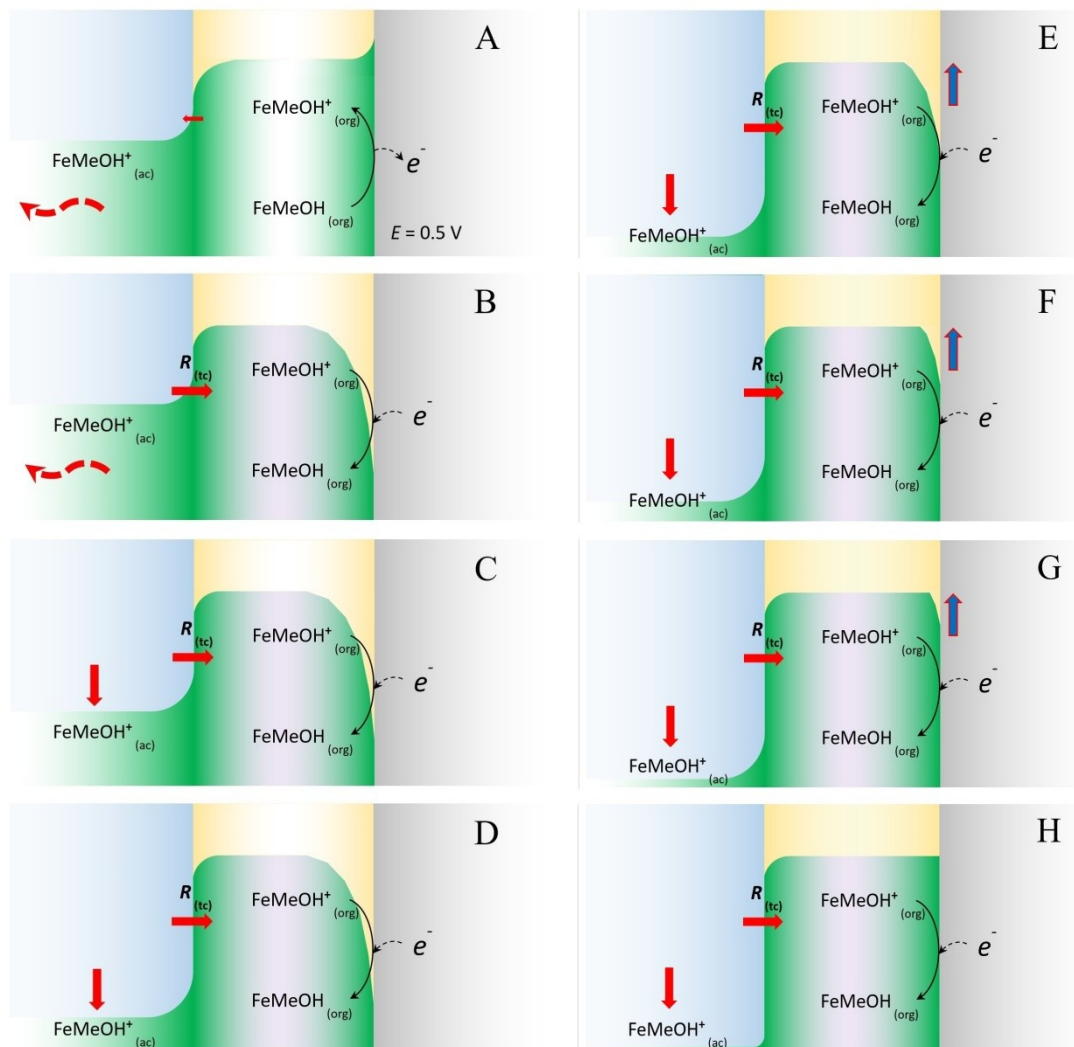 A
FeMeOH⁺(org)
FeMeOH⁺(ac)
e⁻
FeMeOH(org)
E = 0.5 V
B
R(tc)
FeMeOH⁺(org)
FeMeOH⁺(ac)
e⁻
FeMeOH(org)
C
R(tc)
FeMeOH⁺(org)
e⁻
FeMeOH⁺(ac)
FeMeOH(org)
D
R(tc)
FeMeOH⁺(org)
e⁻
FeMeOH(org)
FeMeOH⁺(ac)
E
R(tc)
FeMeOH⁺(org)
e⁻
FeMeOH(org)
FeMeOH⁺(ac)
F
R(tc)
FeMeOH⁺(org)
e⁻
FeMeOH(org)
FeMeOH⁺(ac)
G
R(tc)
FeMeOH⁺(org)
e⁻
FeMeOH(org)
FeMeOH⁺(ac)
H
R(tc)
FeMeOH⁺(org)
e⁻
FeMeOH(org)
FeMeOH⁺(ac)